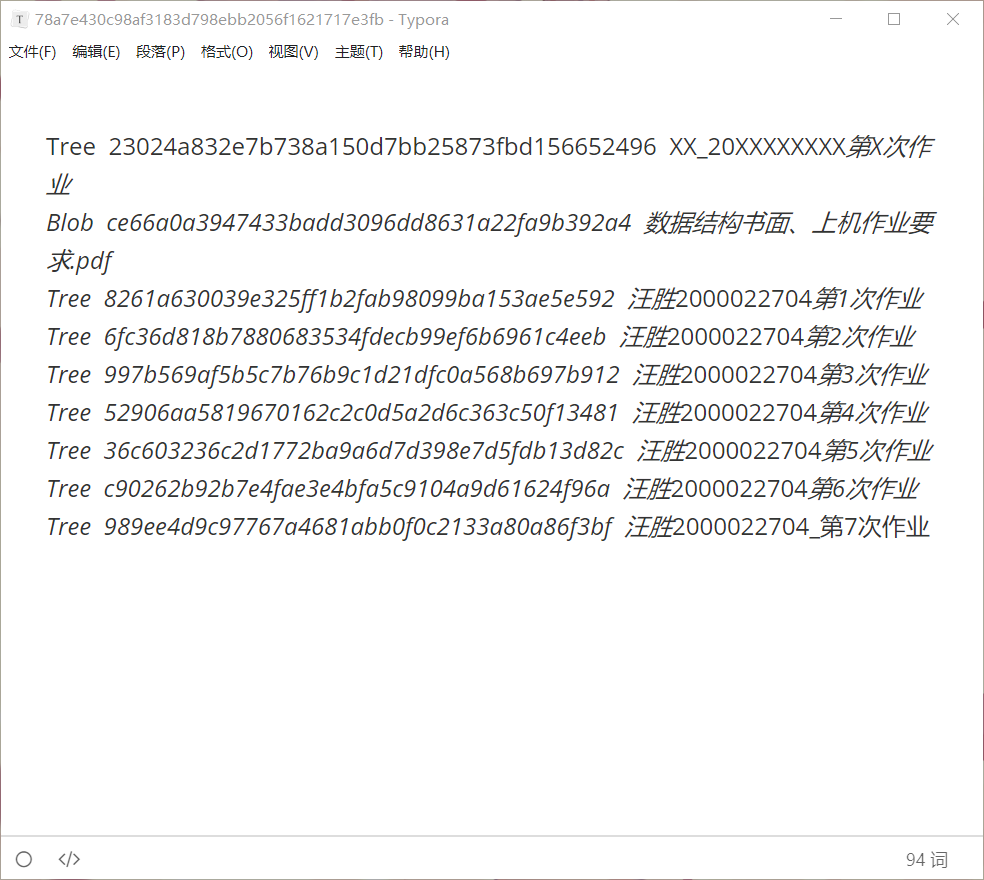 78a7e430c98af3183d798ebb2056f1621717e3fb - Typora
文件(F) 编辑(E) 段落(P) 格式(O) 视图(V) 主题(T) 帮助(H)
Tree 23024a832e7b738a150d7bb25873fbd156652496 XX_20XXXXXXXX第X次作
业
Blob ce66a0a3947433badd3096dd8631a22fa9b392a4 数据结构书面、上机作业要
求.pdf
Tree 8261a630039e325ff1b2fab98099ba153ae5e592 汪胜2000022704第1次作业
Tree 6fc36d818b7880683534fdecb99ef6b6961c4eeb 汪胜2000022704第2次作业
Tree 997b569af5b5c7b76b9c1d21dfc0a568b697b912 汪胜2000022704第3次作业
Tree 52906aa5819670162c2c0d5a2d6c363c50f13481 汪胜2000022704第4次作业
Tree 36c603236c2d1772ba9a6d7d398e7d5fdb13d82c 汪胜2000022704第5次作业
Tree c90262b92b7e4fae3e4bfa5c9104a9d61624f96a 汪胜2000022704第6次作业
Tree 989ee4d9c97767a4681abb0f0c2133a80a86f3bf 汪胜2000022704_第7次作业
94 词